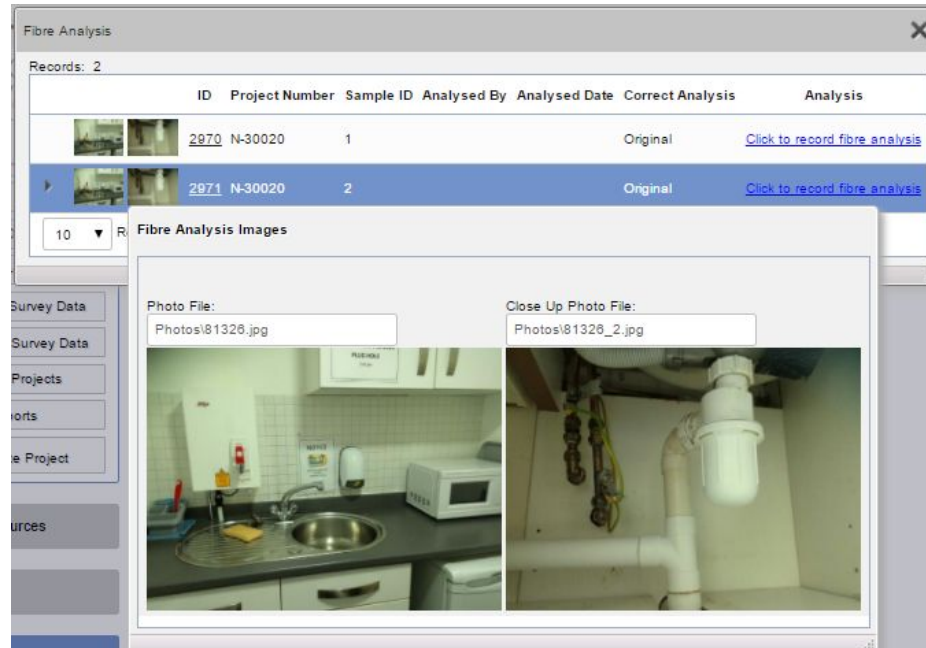 Fibre Analysis
Records: 2
ID Project Number Sample ID Analysed By Analysed Date Correct Analysis Analysis
2970 N-30020 1 Original Click to record fibre analysis
2971 N-30020 2 Original Click to record fibre analysis
10 ▼ R
Fibre Analysis Images
Photo File: Close Up Photo File:
Photos\81326.jpg Photos\81326_2.jpg
Survey Data
Survey Data
Projects
orts
e Project
urces
PLUG HOLE
NOTICE